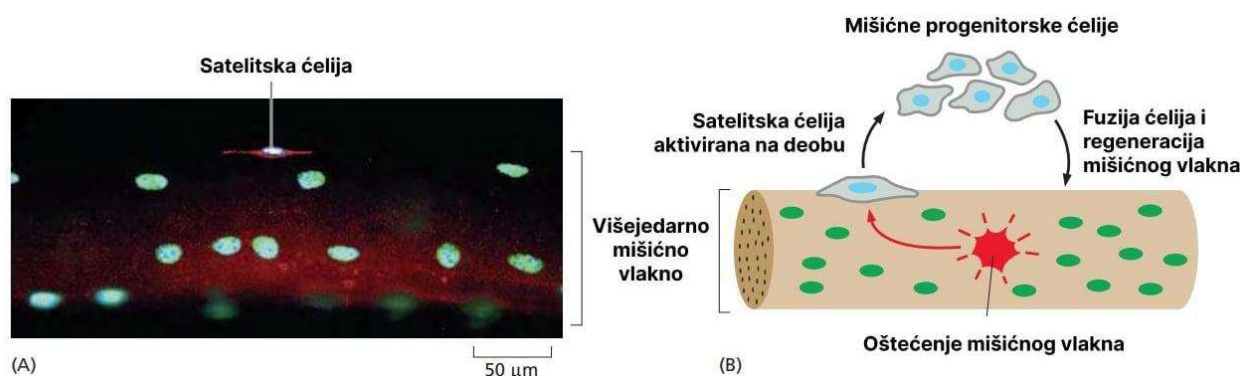 Satelitska ćelija
Višejedarno
mišićno
vlakno
(A)
50 μm
Mišićne progenitorske ćelije
Satelitska ćelija
aktivirana na deobu
Fuzija ćelija i
regeneracija
mišićnog vlakna
Oštećenje mišićnog vlakna
(B)